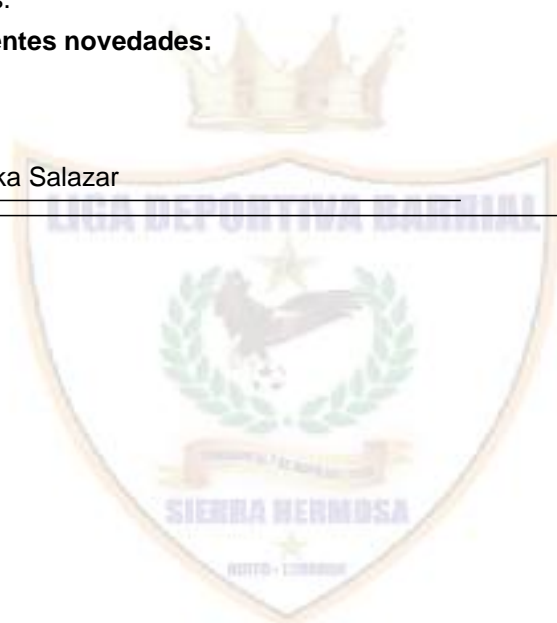 s.
entes novedades:
ka Salazar
LIGA DEPORTIVA BARRIAL
SIERRA HERMOSA